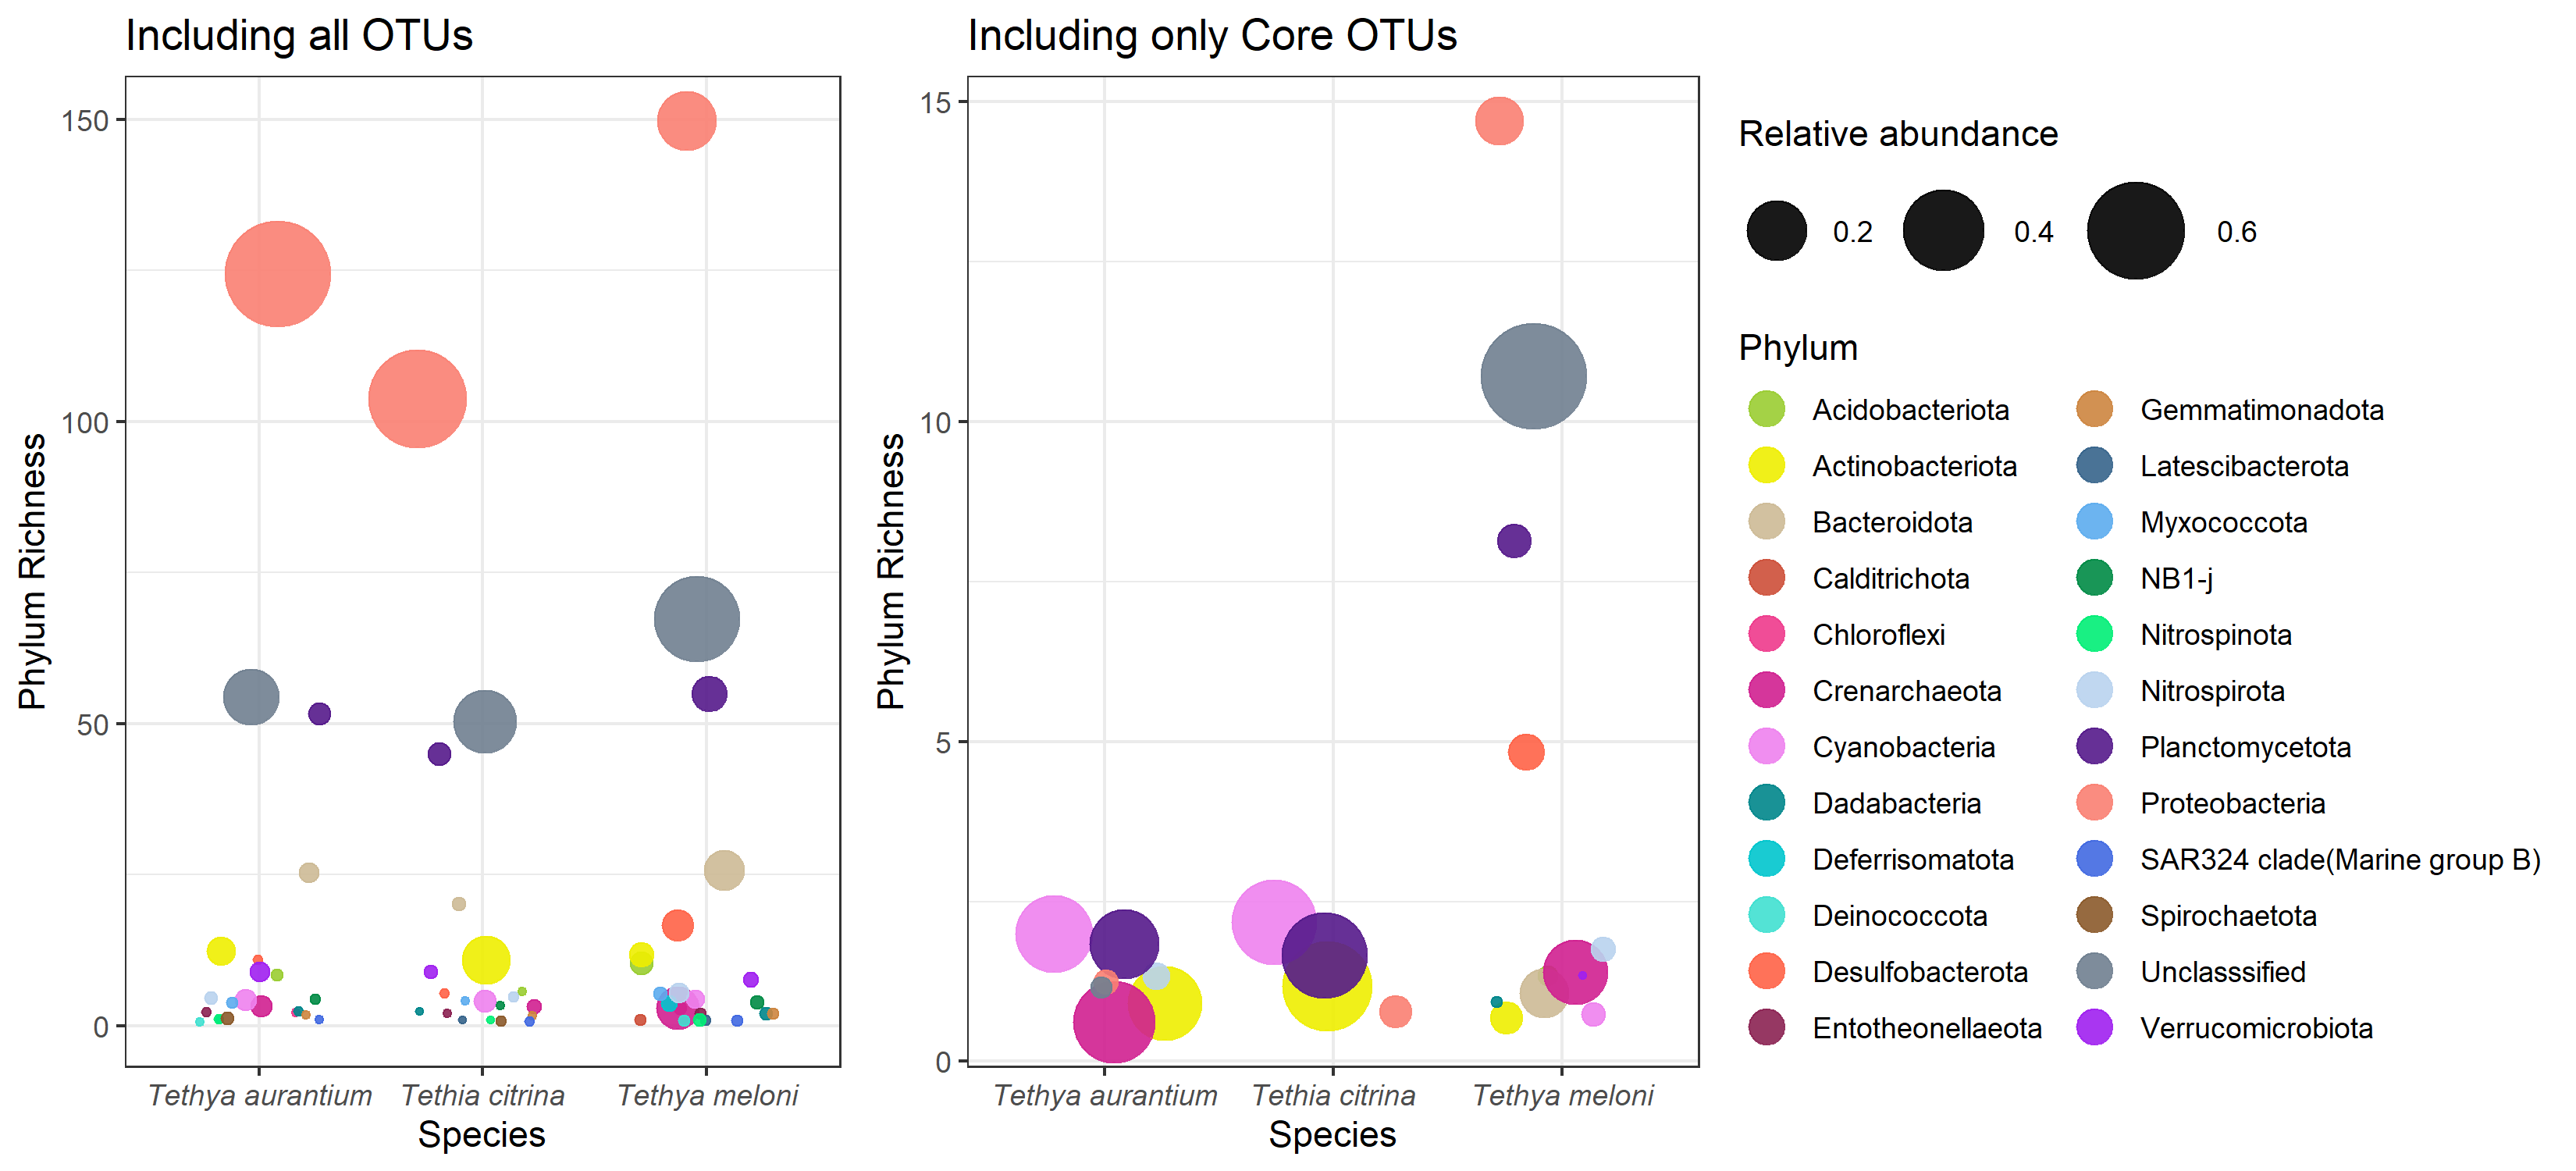 Including all OTUs
Including only Core OTUs
Phylum Richness
150
100
50
0
Tethya aurantium
Tethia citrina
Tethya meloni
Species
Phylum Richness
15
10
5
0
Tethya aurantium
Tethia citrina
Tethya meloni
Species
Relative abundance
0.2
0.4
0.6
Phylum
Acidobacteriota
Actinobacteriota
Bacteroidota
Calditrichota
Chloroflexi
Crenarchaeota
Cyanobacteria
Dadabacteria
Deferrisomatota
Deinococcota
Desulfobacterota
Entotheonellaeota
Gemmatimonadota
Latescibacterota
Myxococcota
NB1-j
Nitrospinota
Nitrospirota
Planctomycetota
Proteobacteria
SAR324 clade(Marine group B)
Spirochaetota
Unclasssified
Verrucomicrobiota